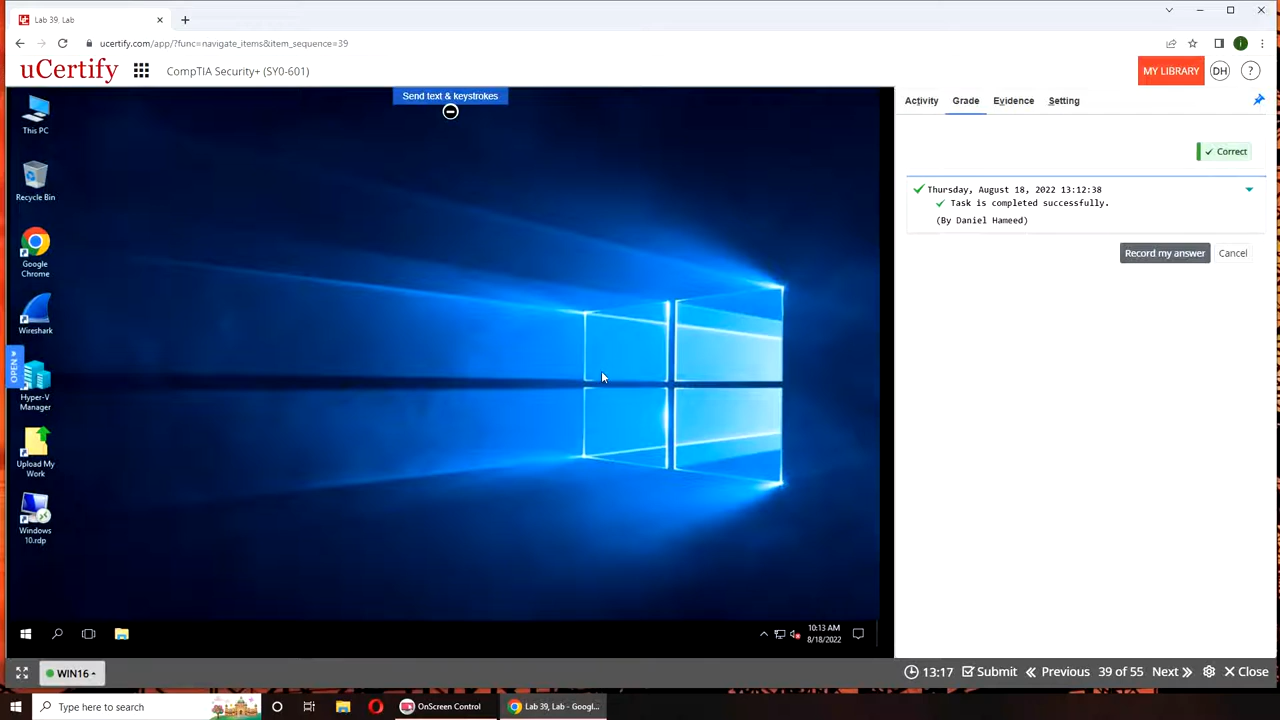 Lab 39. Lab
ucertify.com/app/?func=navigate_items&item_sequence=39
uCertify
CompTIA Security+ (SY0-601)
MY LIBRARY
DH
?
Send text & keystrokes
Activity
Grade
Evidence
Setting
Correct
Thursday, August 18, 2022 13:12:38
Task is completed successfully.
(By Daniel Hameed)
Record my answer
Cancel
This PC
Recycle Bin
Google
Chrome
Wireshark
OPEN
Hyper-V
Manager
Upload My
Work
Windows
10.rdp
10:13 AM
8/18/2022
WIN16
13:17
Submit
Previous
39 of 55
Next
Close
Type here to search
OnScreen Control
Lab 39, Lab - Googl...